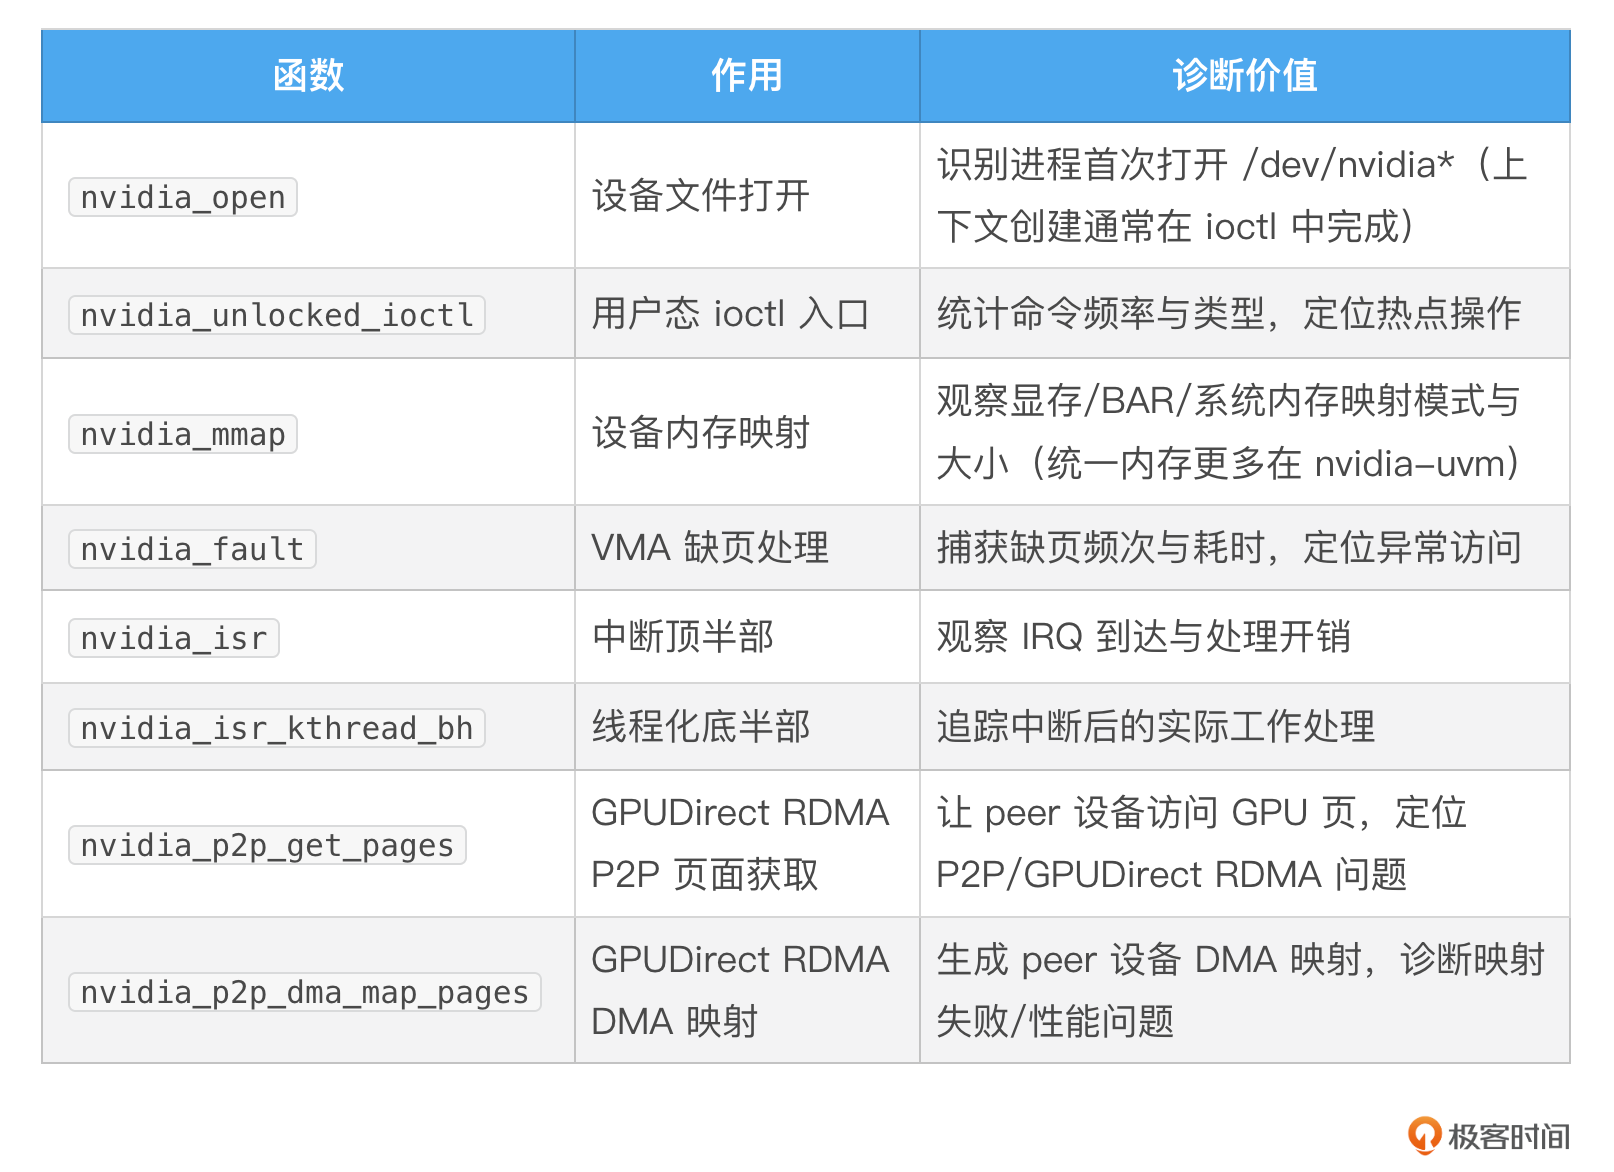 函数 作用 诊断价值
nvidia_open 设备文件打开 识别进程首次打开 /dev/nvidia*（上
下文创建通常在 ioctl 中完成）
nvidia_unlocked_ioctl 用户态 ioctl 入口 统计命令频率与类型，定位热点操作
nvidia_mmap 设备内存映射 观察显存/BAR/系统内存映射模式与
大小（统一内存更多在 nvidia-uvm）
nvidia_fault VMA 缺页处理 捕获缺页频次与耗时，定位异常访问
nvidia_isr 中断顶半部 观察 IRQ 到达与处理开销
nvidia_isr_kthread_bh 线程化底半部 追踪中断后的实际工作处理
nvidia_p2p_get_pages GPUDirect RDMA 让 peer 设备访问 GPU 页，定位
P2P 页面获取 P2P/GPUDirect RDMA 问题
nvidia_p2p_dma_map_pages GPUDirect RDMA 生成 peer 设备 DMA 映射，诊断映射
DMA 映射 失败/性能问题
极客时间